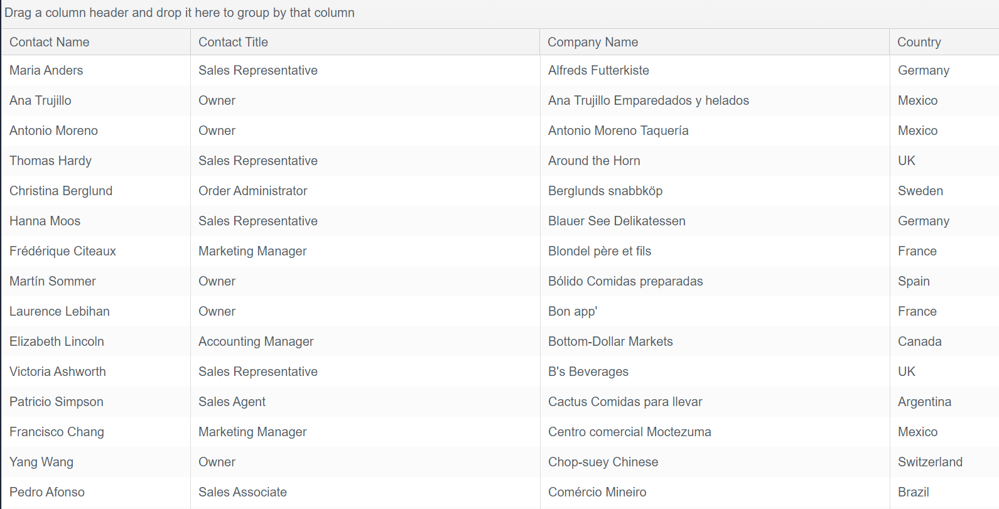 Drag a column header and drop it here to group by that column
Contact Name Contact Title Company Name Country
Maria Anders Sales Representative Alfreds Futterkiste Germany
Ana Trujillo Owner Ana Trujillo Emparedados y helados Mexico
Antonio Moreno Owner Antonio Moreno Taquería Mexico
Thomas Hardy Sales Representative Around the Horn UK
Christina Berglund Order Administrator Berglunds snabbköp Sweden
Hanna Moos Sales Representative Blauer See Delikatessen Germany
Frédérique Citeaux Marketing Manager Blondel père et fils France
Martín Sommer Owner Bólido Comidas preparadas Spain
Laurence Lebihan Owner Bon app' France
Elizabeth Lincoln Accounting Manager Bottom-Dollar Markets Canada
Victoria Ashworth Sales Representative B's Beverages UK
Patricio Simpson Sales Agent Cactus Comidas para llevar Argentina
Francisco Chang Marketing Manager Centro comercial Moctezuma Mexico
Yang Wang Owner Chop-suey Chinese Switzerland
Pedro Afonso Sales Associate Comércio Mineiro Brazil